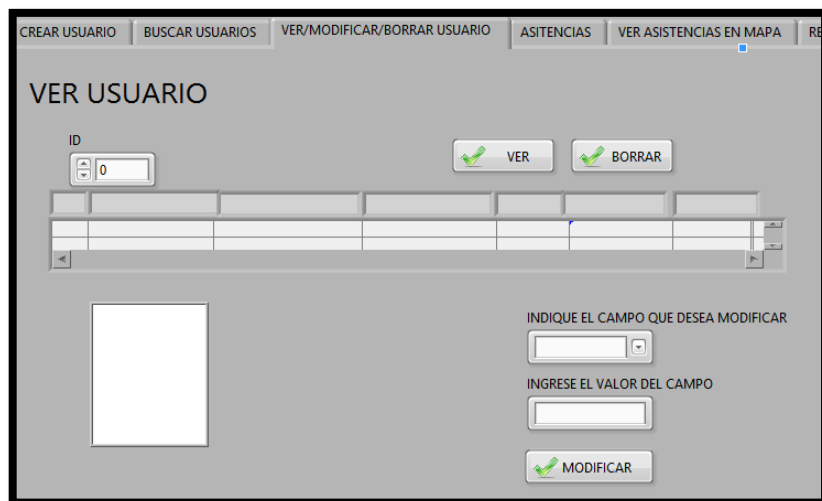 CREAR USUARIO BUSCAR USUARIOS VER/MODIFICAR/BORRAR USUARIO ASITENCIAS VER ASISTENCIAS EN MAPA RE
VER USUARIO
ID
0
VER BORRAR
INDIQUE EL CAMPO QUE DESEA MODIFICAR
INGRESE EL VALOR DEL CAMPO
MODIFICAR